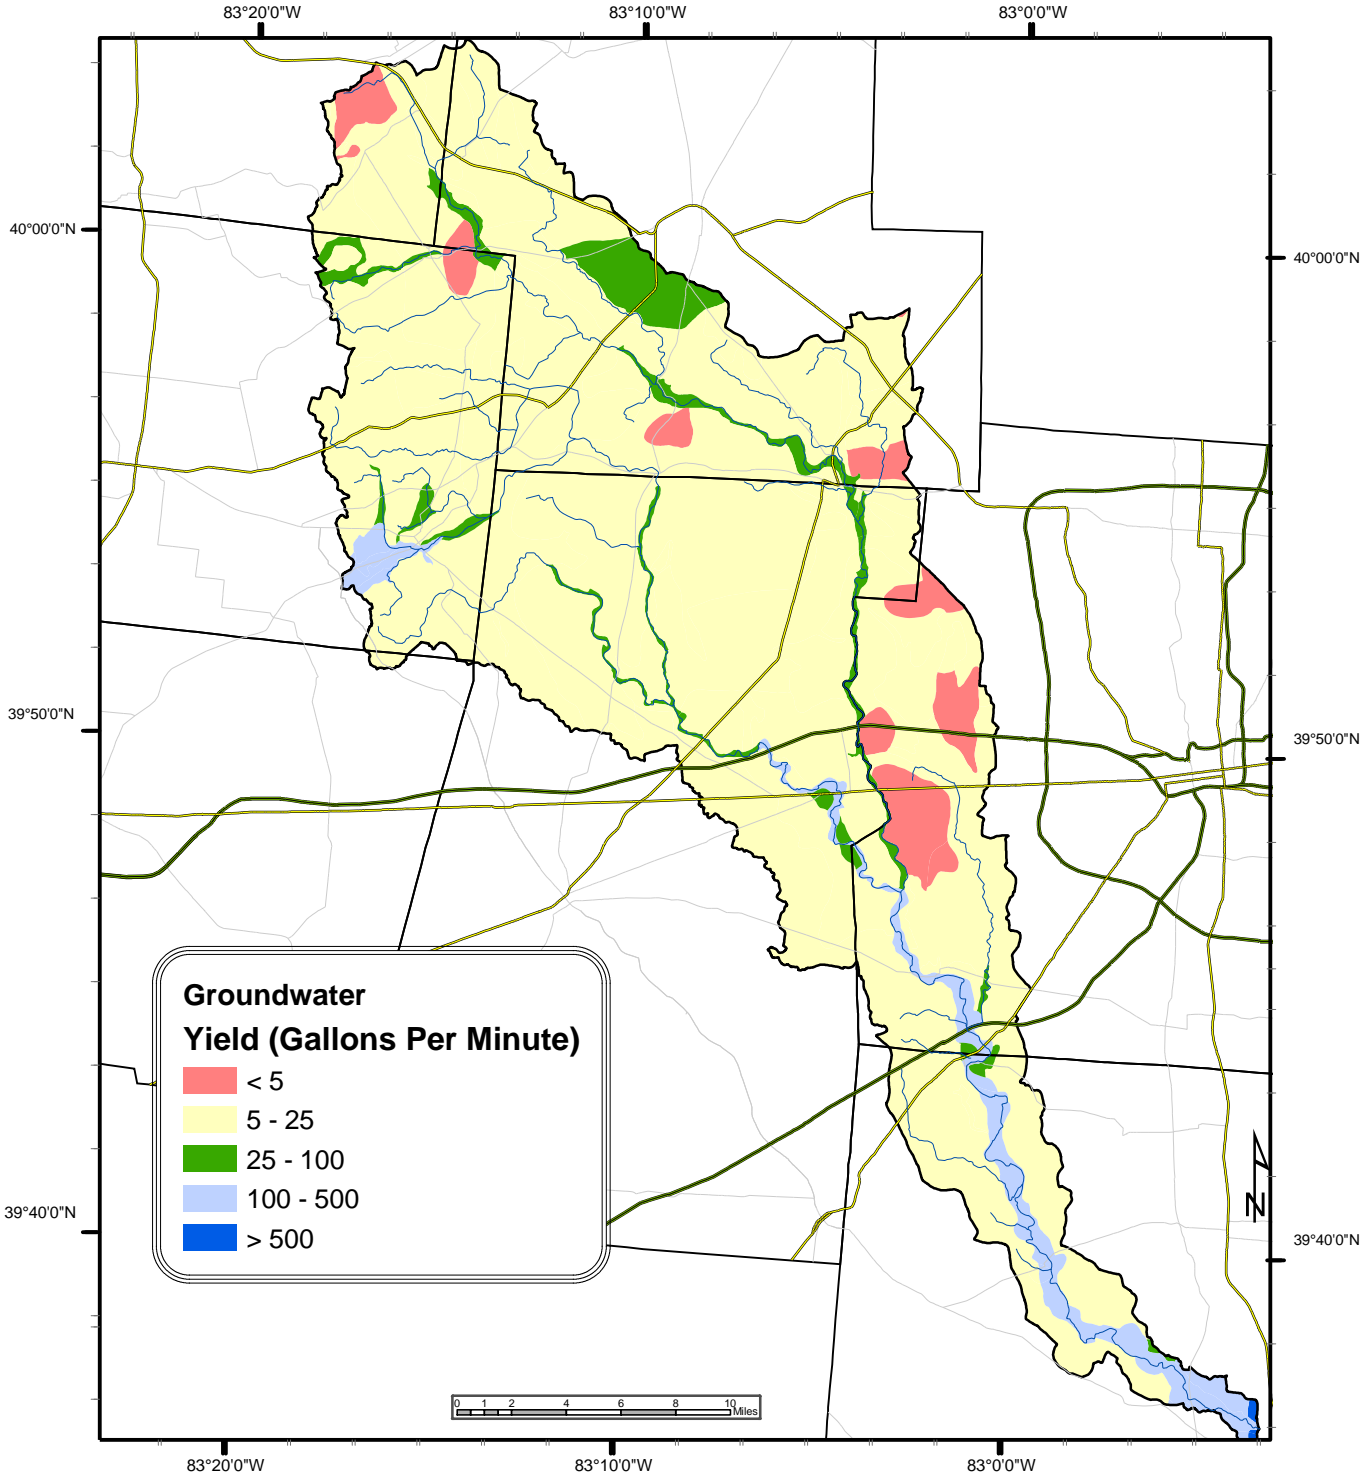 83°20'0"W 83°10'0"W 83°0'0"W
40°00'0"N
40°00'0"N
39°50'0"N
39°50'0"N
39°40'0"N
39°40'0"N
Groundwater
Yield (Gallons Per Minute)
< 5
5 - 25
25 - 100
100 - 500
> 500
N
0 1 2 4 6 8 10
Miles
83°20'0"W 83°10'0"W 83°0'0"W